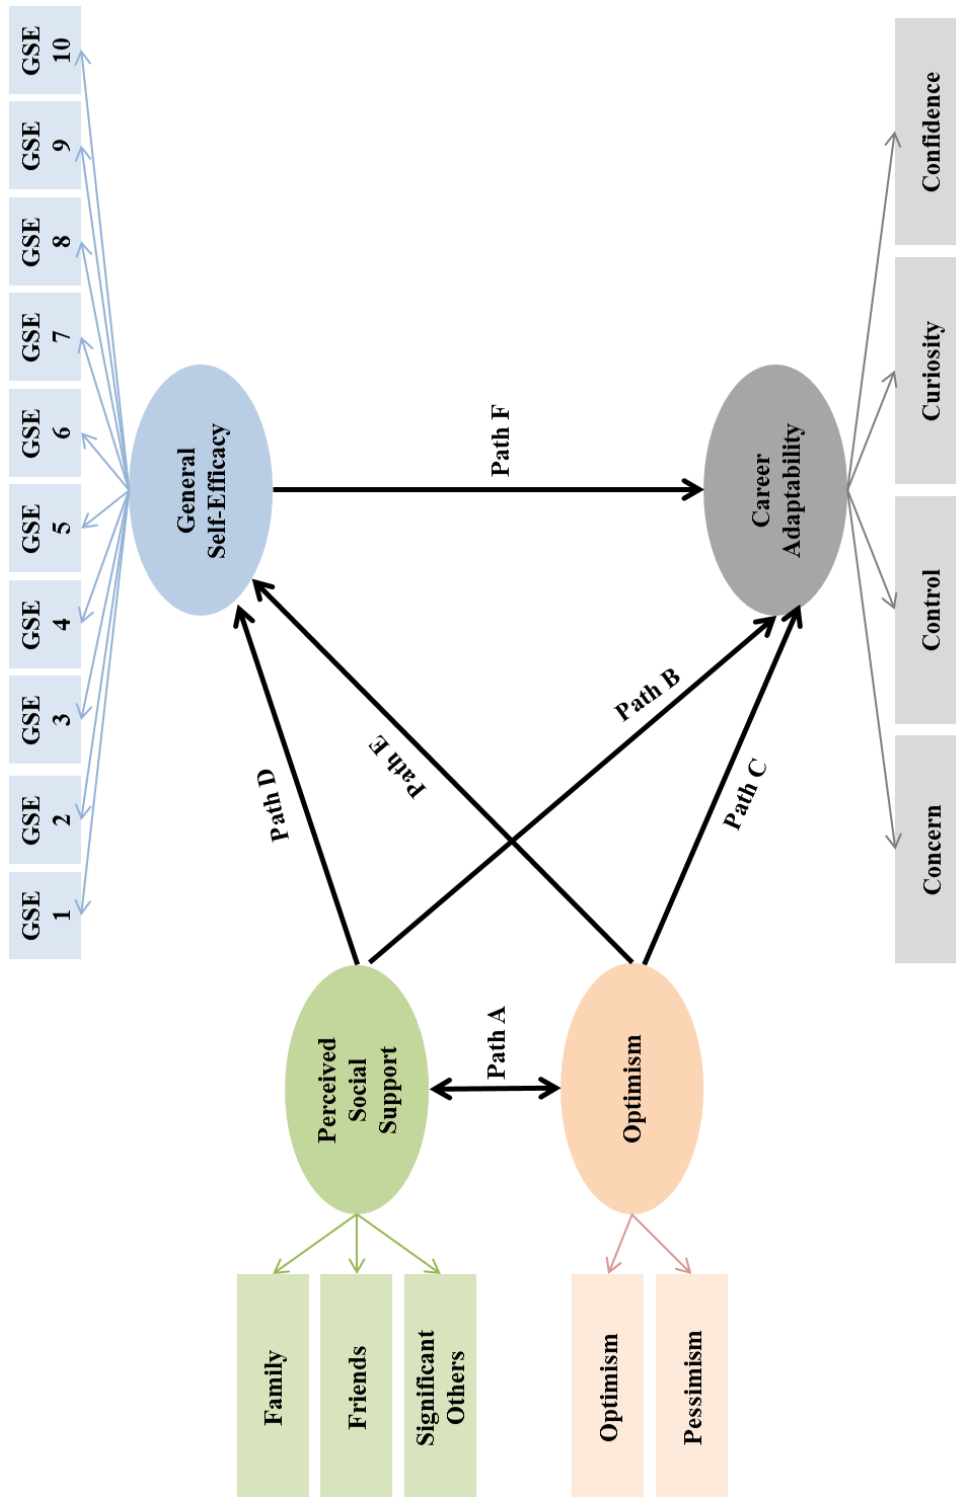 Family
Friends
Significant
Others
Optimism
Pessimism
Perceived
Social
Support
Path A
Optimism
Path D
Path E
Path B
Path C
General
Self-Efficacy
Path F
Career
Adaptability
GSE
1
GSE
2
GSE
3
GSE
4
GSE
5
GSE
6
GSE
7
GSE
8
GSE
9
GSE
10
Concern
Control
Curiosity
Confidence